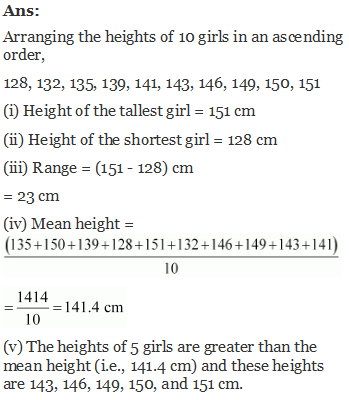 Ans:
Arranging the heights of 10 girls in an ascending
order,
128, 132, 135, 139, 141, 143, 146, 149, 150, 151
(i) Height of the tallest girl = 151 cm
(ii) Height of the shortest girl = 128 cm
(iii) Range = (151 - 128) cm
= 23 cm
(iv) Mean height =
(135+150+139+128+151+132+146+149+143+141)
10
= 1414/10 = 141.4 cm
(v) The heights of 5 girls are greater than the
mean height (i.e., 141.4 cm) and these heights
are 143, 146, 149, 150, and 151 cm.